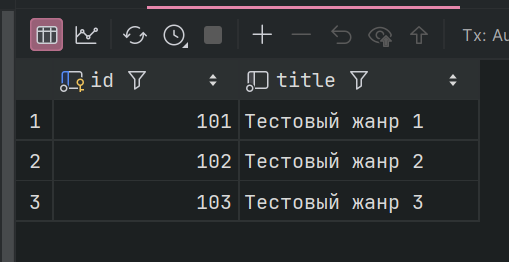 Tx: Au
id title
1 101 Тестовый жанр 1
2 102 Тестовый жанр 2
3 103 Тестовый жанр 3